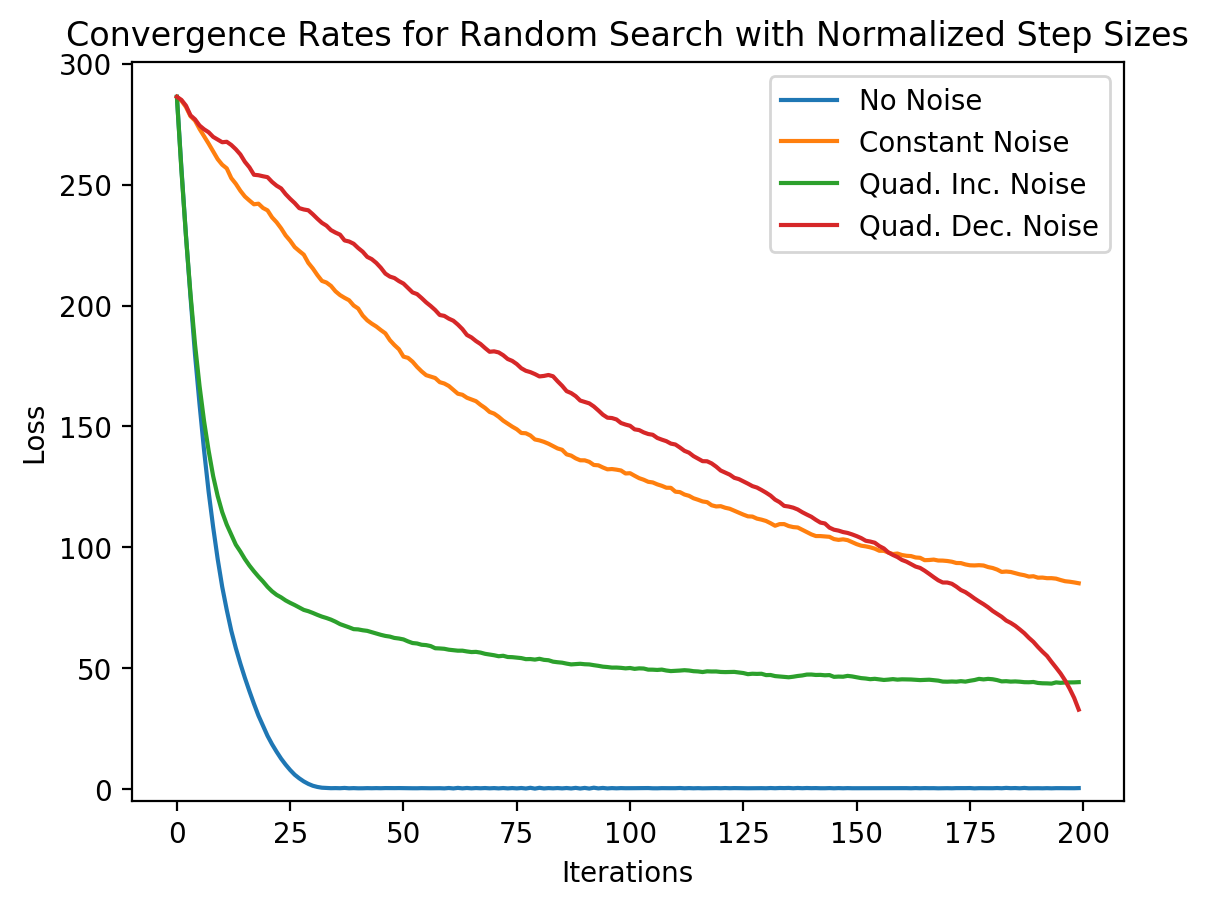 Convergence Rates for Random Search with Normalized Step Sizes
300
250
200
150
100
50
0
Loss
No Noise
Constant Noise
Quad. Inc. Noise
Quad. Dec. Noise
0 25 50 75 100 125 150 175 200
Iterations